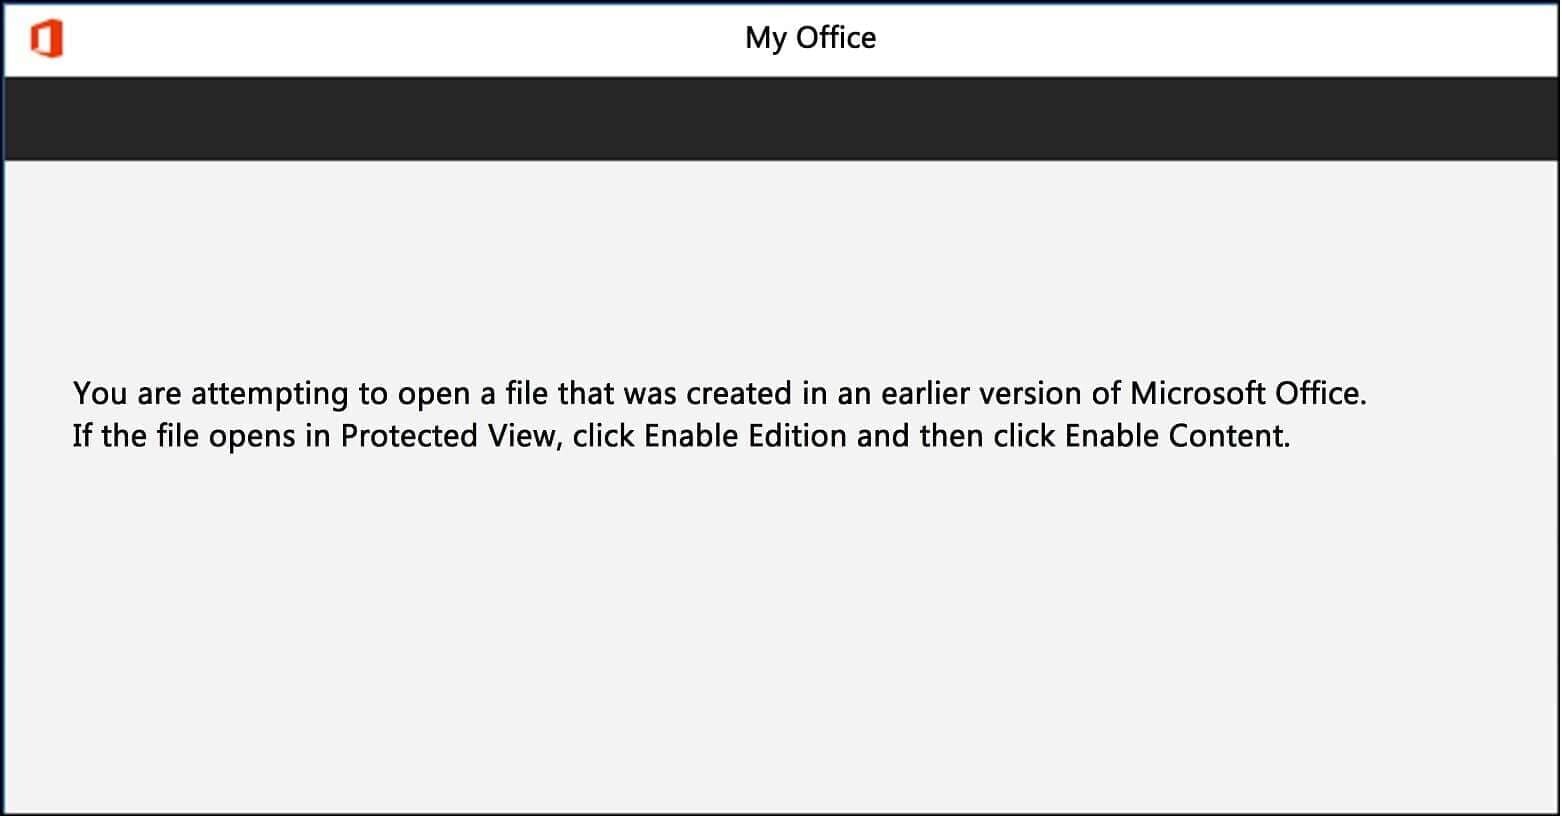 My Office
You are attempting to open a file that was created in an earlier version of Microsoft Office.
If the file opens in Protected View, click Enable Edition and then click Enable Content.